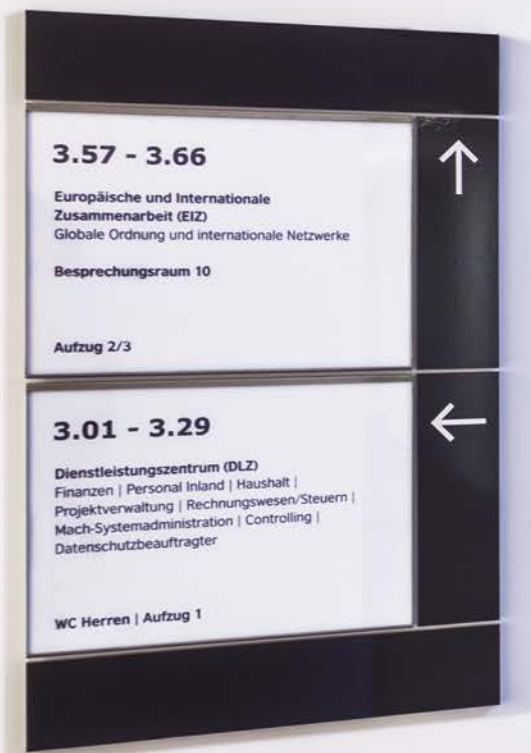 3.57 - 3.66
Europäische und Internationale
Zusammenarbeit (EIZ)
Globale Ordnung und internationale Netzwerke
Besprechungsraum 10
Aufzug 2/3
3.01 - 3.29
Dienstleistungszentrum (DLZ)
Finanzen | Personal Inland | Haushalt |
Projektverwaltung | Rechnungswesen/Steuern |
Mach-Systemadministration | Controlling |
Datenschutzbeauftragter
WC Herren | Aufzug 1